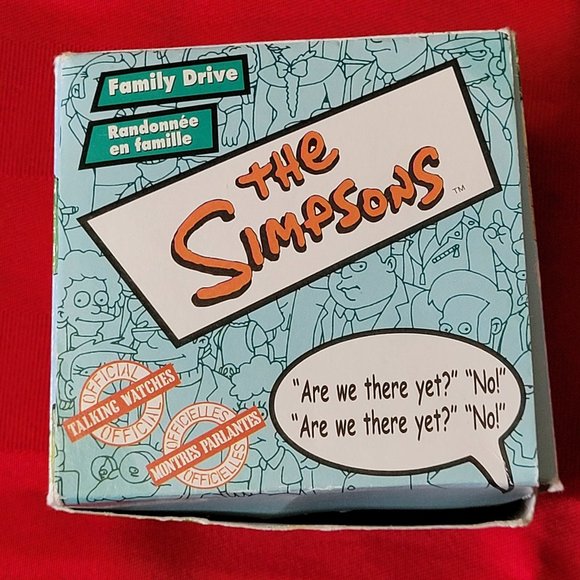 Family Drive
Randonnée
en famille
THE
SIMPSONS
TM
OFFICIAL
TALKING WATCHES
OFFICIAL
OFFICIELLES
MONTRES PARLANTES
OFFICIELLES
"Are we there yet?" "No!"
"Are we there yet?" "No!"